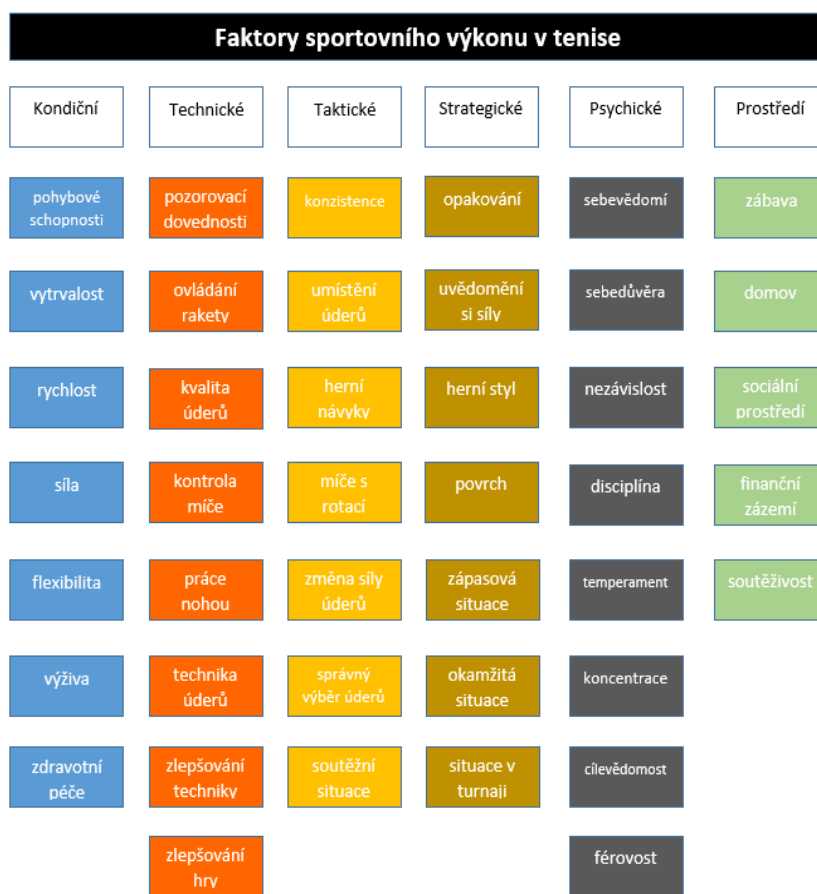 Faktory sportovního výkonu v tenise
Kondiční
Technické
Taktické
Strategické
Psychické
Prostředí
pohybové
schopnosti
pozorovací
dovednosti
konzistence
opakování
sebevědomí
zábava
vytrvalost
ovládání
rakety
umístění
úderů
uvědomění
si síly
sebedůvěra
domov
rychlost
kvalita
úderů
herní
návyky
herní styl
nezávislost
sociální
prostředí
síla
kontrola
míče
míče s
rotací
povrch
disciplína
finanční
zázemí
flexibilita
práce
nohou
změna síly
úderů
zápasová
situace
temperament
soutěživost
výživa
technika
úderů
správný
výběr úderů
okamžitá
situace
koncentrace
zdravotní
péče
zlepšování
techniky
soutěžní
situace
situace v
turnaji
cílevědomost
zlepšování
hry
férovost